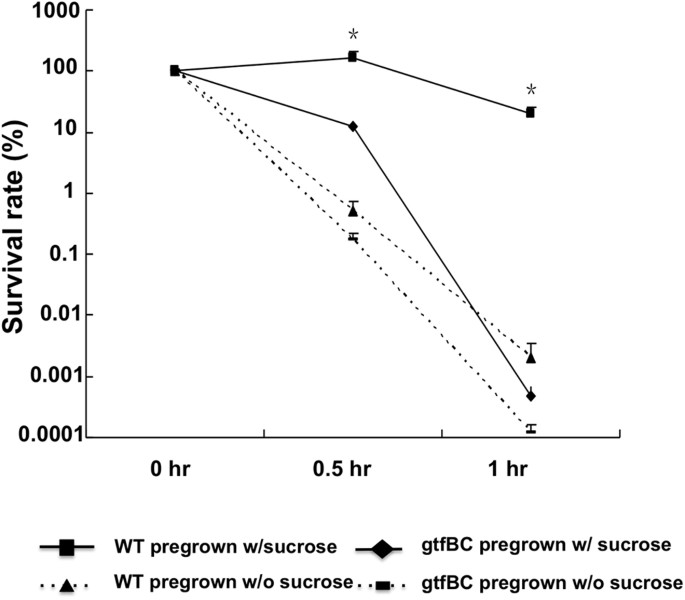 Survival rate (%)
1000
100
10
1
0.1
0.01
0.001
0.0001
*
*
0 hr 0.5 hr 1 hr
WT pregrown w/sucrose gtfBC pregrown w/ sucrose
WT pregrown w/o sucrose gtfBC pregrown w/o sucrose